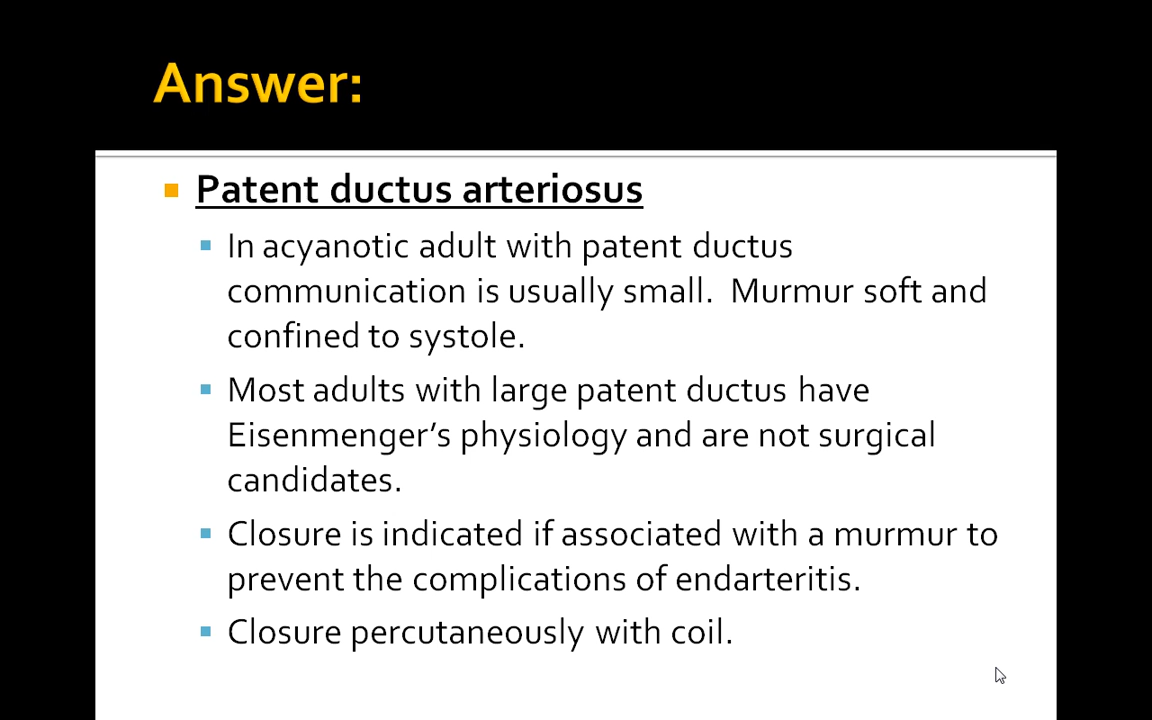 Answer:
Patent ductus arteriosus
In acyanotic adult with patent ductus
communication is usually small.  Murmur soft and
confined to systole.
Most adults with large patent ductus have
Eisenmenger’s physiology and are not surgical
candidates.
Closure is indicated if associated with a murmur to
prevent the complications of endarteritis.
Closure percutaneously with coil.